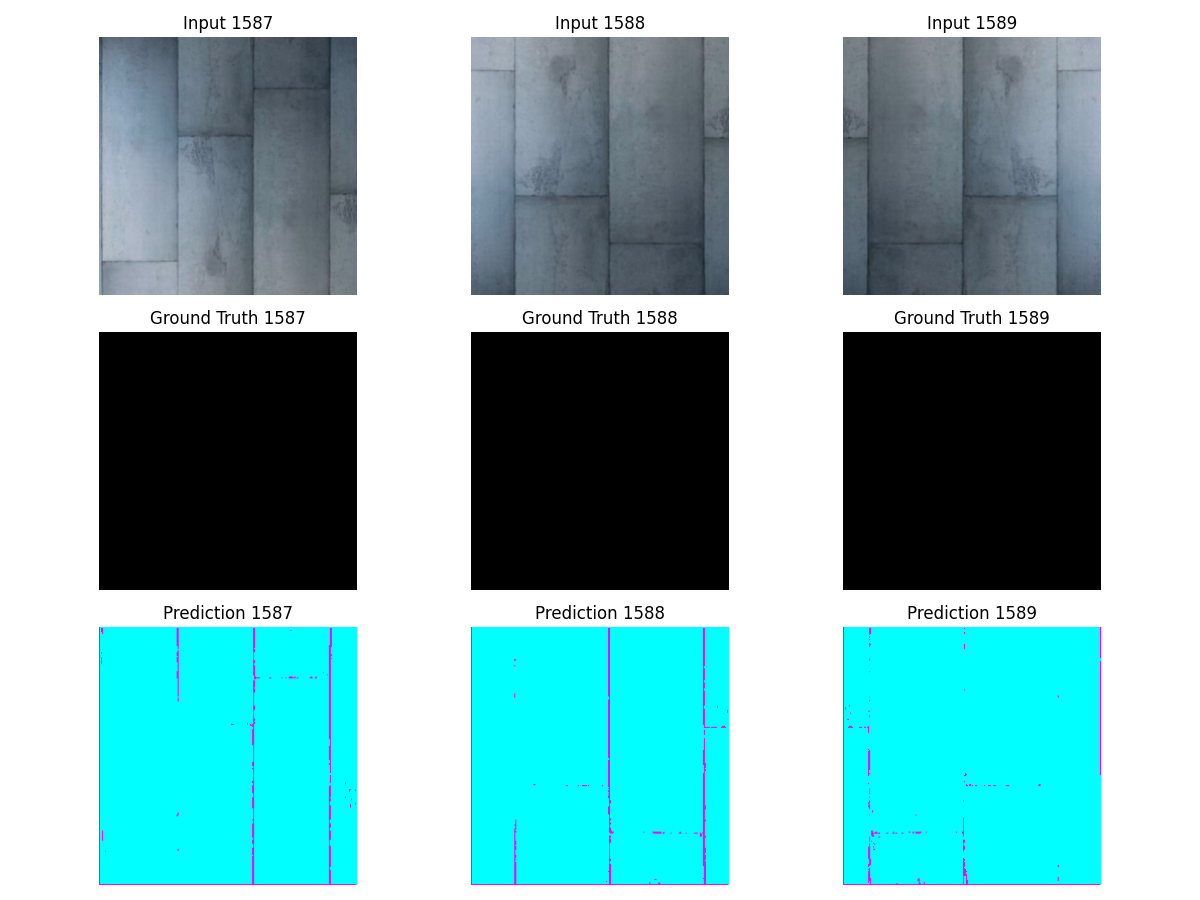 Input 1587
Input 1588
Input 1589
Ground Truth 1587
Ground Truth 1588
Ground Truth 1589
Prediction 1587
Prediction 1588
Prediction 1589